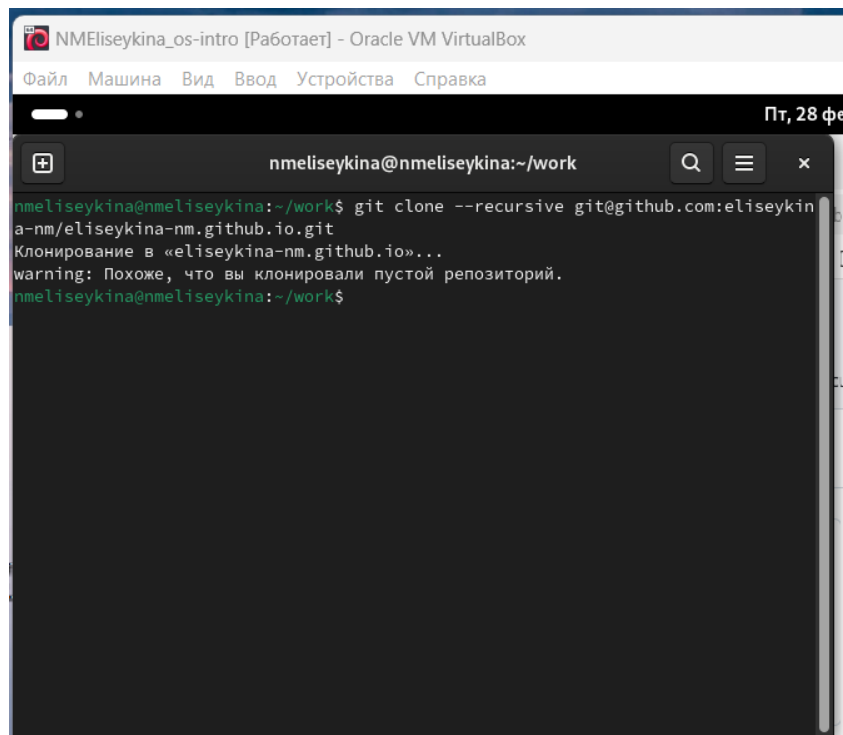 NMEliseykina_os-intro [Работает] - Oracle VM VirtualBox
Файл Машина Вид Ввод Устройства Справка
Пт, 28 фе
nmeliseykina@nmeliseykina:~/work
nmeliseykina@nmeliseykina:~/work$ git clone --recursive git@github.com:eliseykin
a-nm/eliseykina-nm.github.io.git
Клонирование в «eliseykina-nm.github.io»...
warning: Похоже, что вы клонировали пустой репозиторий.
nmeliseykina@nmeliseykina:~/work$